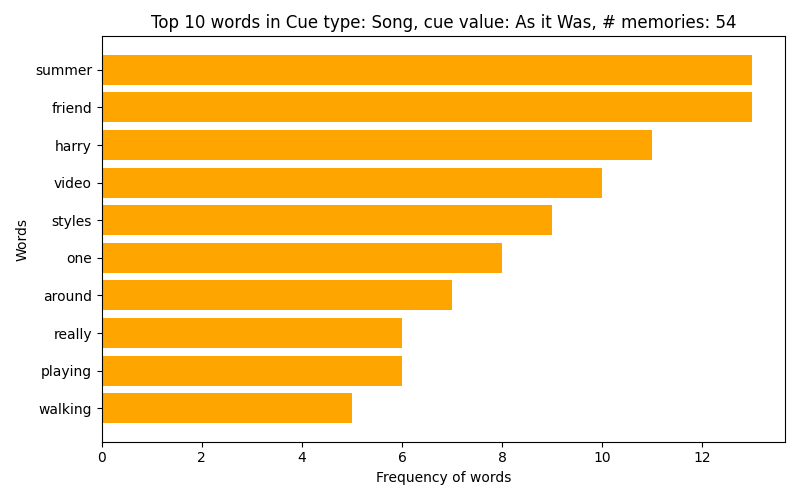 Top 10 words in Cue type: Song, cue value: As it Was, # memories: 54
summer
friend
harry
video
styles
one
around
really
playing
walking
Words
0 2 4 6 8 10 12
Frequency of words